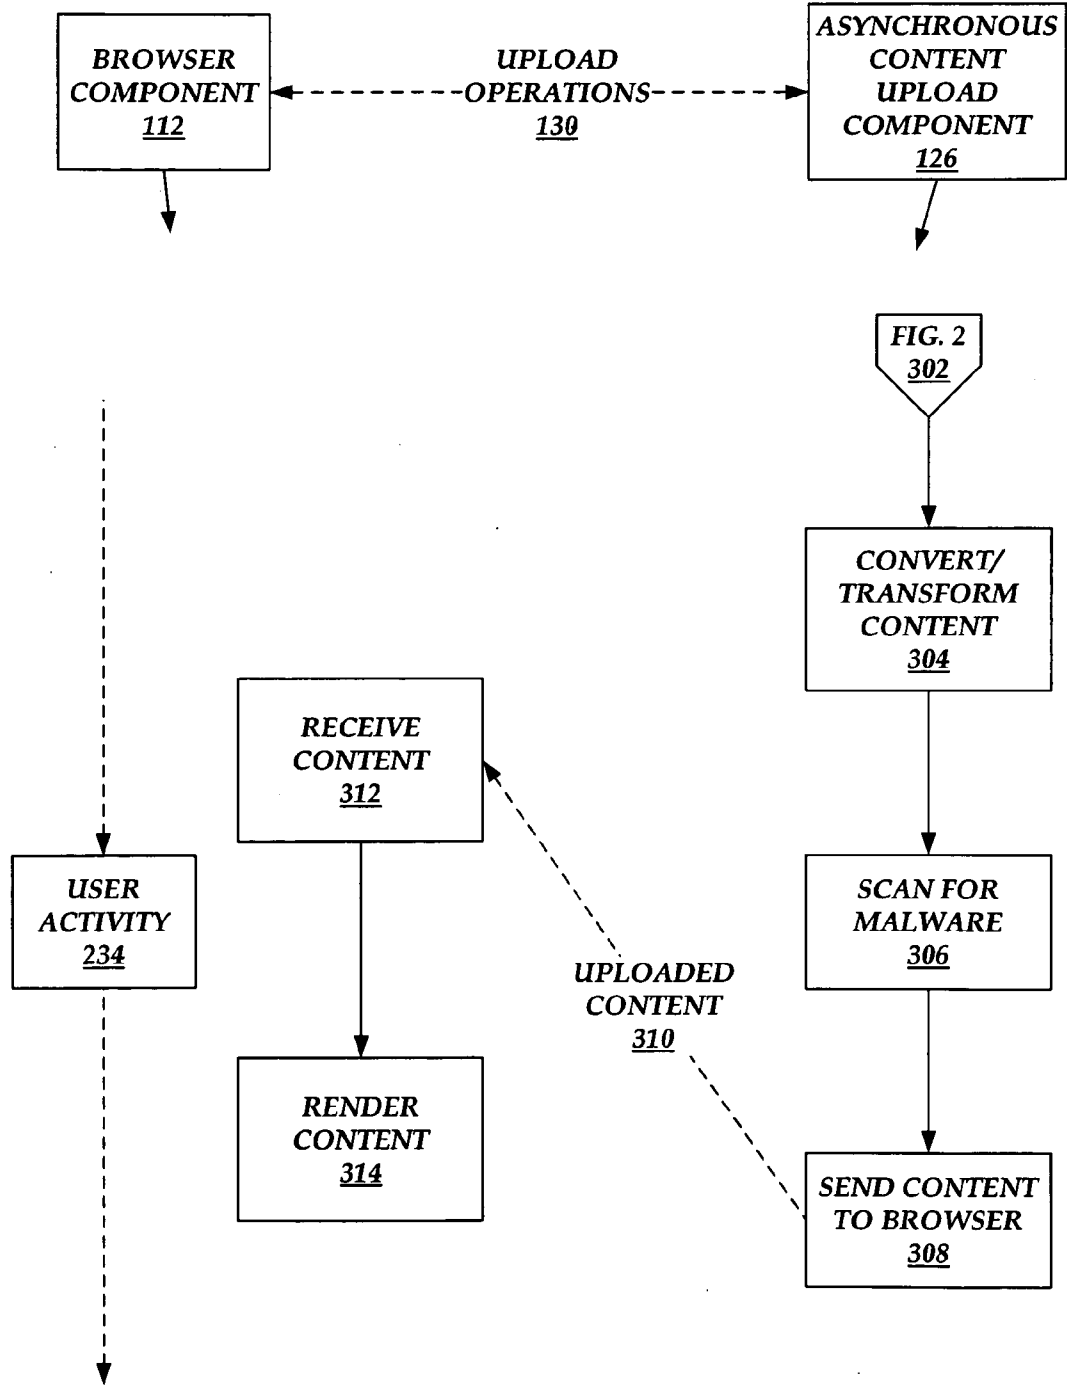 BROWSER
COMPONENT
112
UPLOAD
OPERATIONS
130
ASYNCHRONOUS
CONTENT
UPLOAD
COMPONENT
126
FIG. 2
302
CONVERT/
TRANSFORM
CONTENT
304
RECEIVE
CONTENT
312
USER
ACTIVITY
234
SCAN FOR
MALWARE
306
UPLOADED
CONTENT
310
RENDER
CONTENT
314
SEND CONTENT
TO BROWSER
308